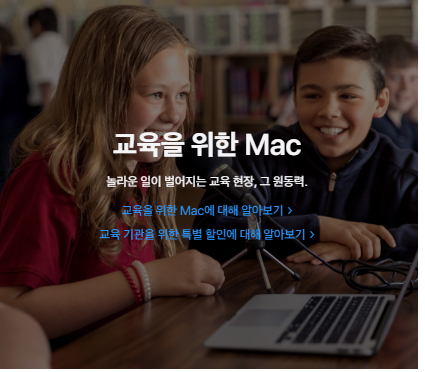 교육을 위한 Mac
놀라운 일이 벌어지는 교육 현장, 그 원동력.
교육을 위한 Mac에 대해 알아보기 >
교육 기관을 위한 특별 할인에 대해 알아보기 >